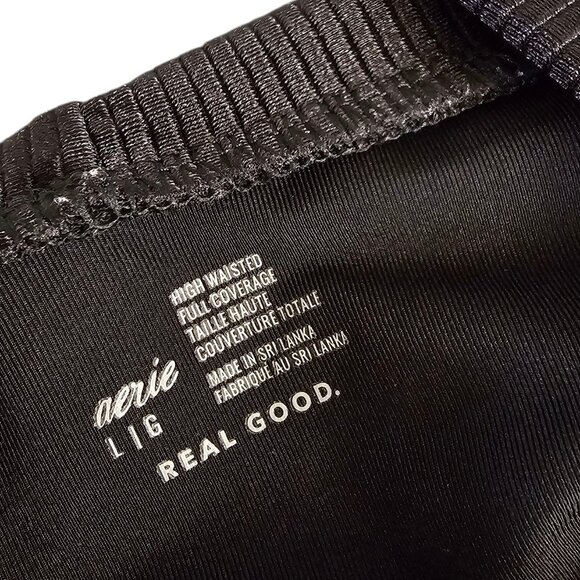 HIGH WAISTED
FULL COVERAGE
TAILLE HAUTE
COUVERTURE TOTALE
MADE IN SRI LANKA
FABRIQUÉ AU SRI LANKA
aerie
L | G
REAL GOOD.